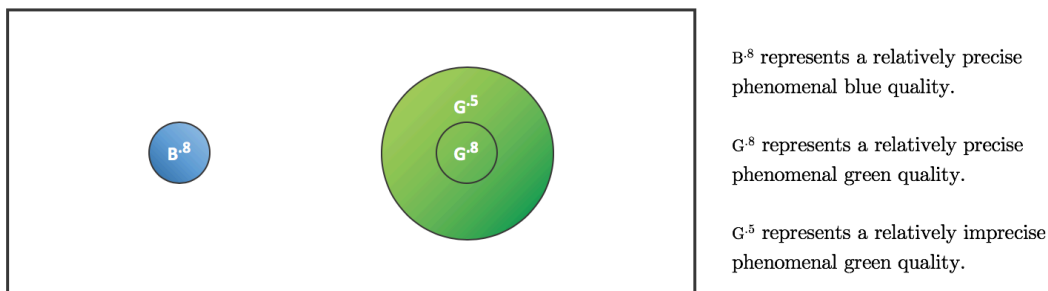 B.8
G.5
G.8
B.8 represents a relatively precise
phenomenal blue quality.
G.8 represents a relatively precise
phenomenal green quality.
G.5 represents a relatively imprecise
phenomenal green quality.